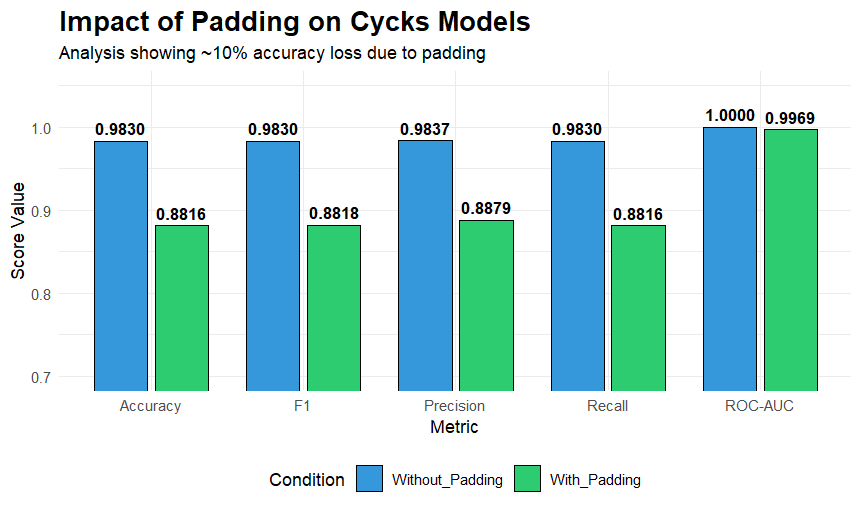 Impact of Padding on Cycks Models
Analysis showing ~10% accuracy loss due to padding
Score Value
1.0
0.9
0.8
0.7
0.9830
0.8816
0.9830
0.8818
0.9837
0.8879
0.9830
0.8816
1.0000
0.9969
Accuracy
F1
Precision
Recall
ROC-AUC
Metric
Condition
Without_Padding
With_Padding